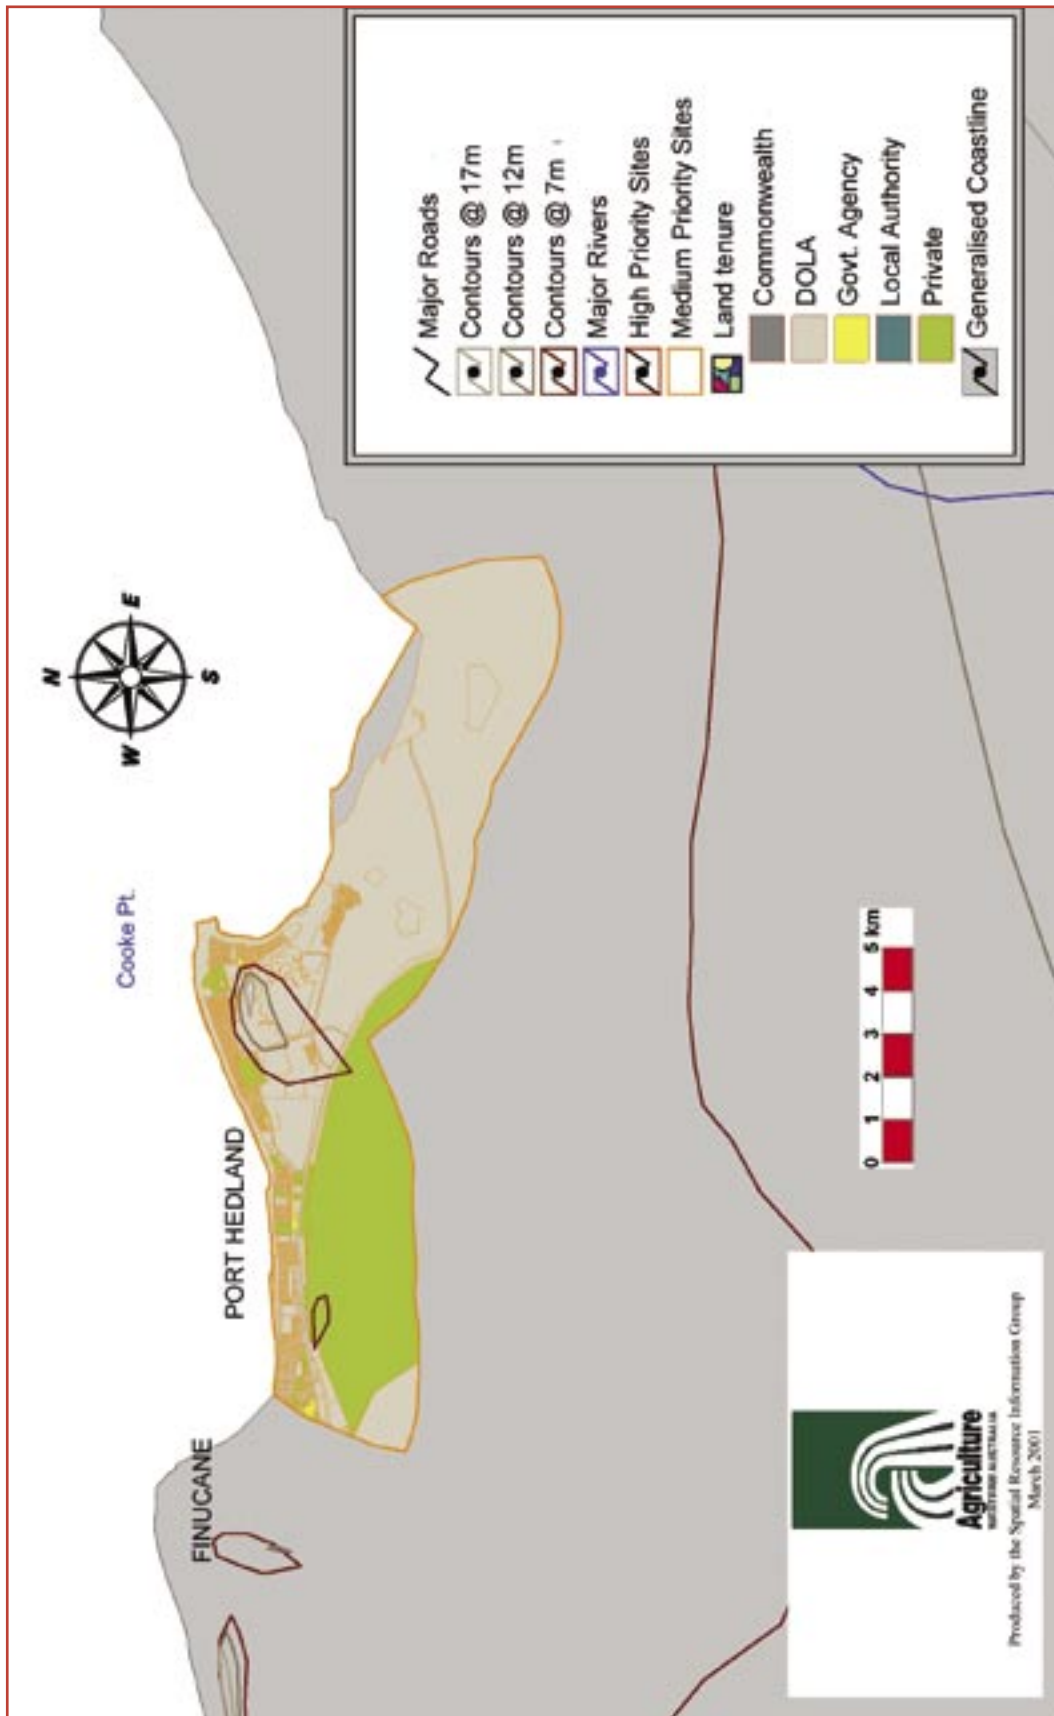 N
W
E
S
Cooke Pt.
PORT HEDLAND
FINUCANE
Major Roads
Contours @ 17m
Contours @ 12m
Contours @ 7m
Major Rivers
High Priority Sites
Medium Priority Sites
Land tenure
Commonwealth
DOLA
Govt. Agency
Local Authority
Private
Generalised Coastline
0 1 2 3 4 5 km
Agriculture
WESTERN AUSTRALIA
Produced by the Spatial Resource Information Group
March 2001